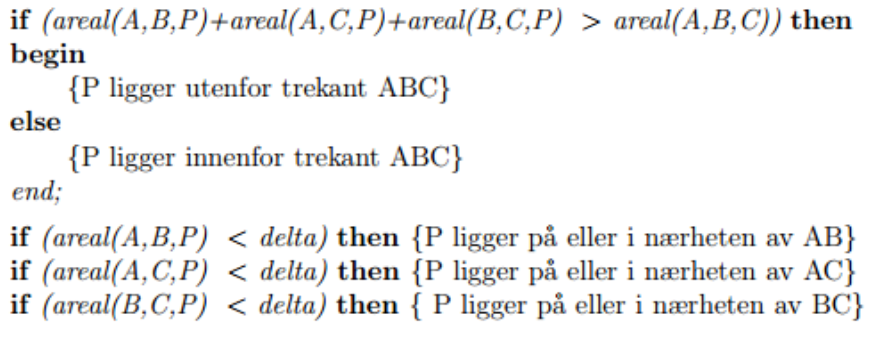 if (areal(A,B,P)+areal(A,C,P)+areal(B,C,P) > areal(A,B,C)) then
begin
{P ligger utenfor trekant ABC}
else
{P ligger innenfor trekant ABC}
end;
if (areal(A,B,P) < delta) then {P ligger på eller i nærheten av AB}
if (areal(A,C,P) < delta) then {P ligger på eller i nærheten av AC}
if (areal(B,C,P) < delta) then { P ligger på eller i nærheten av BC}